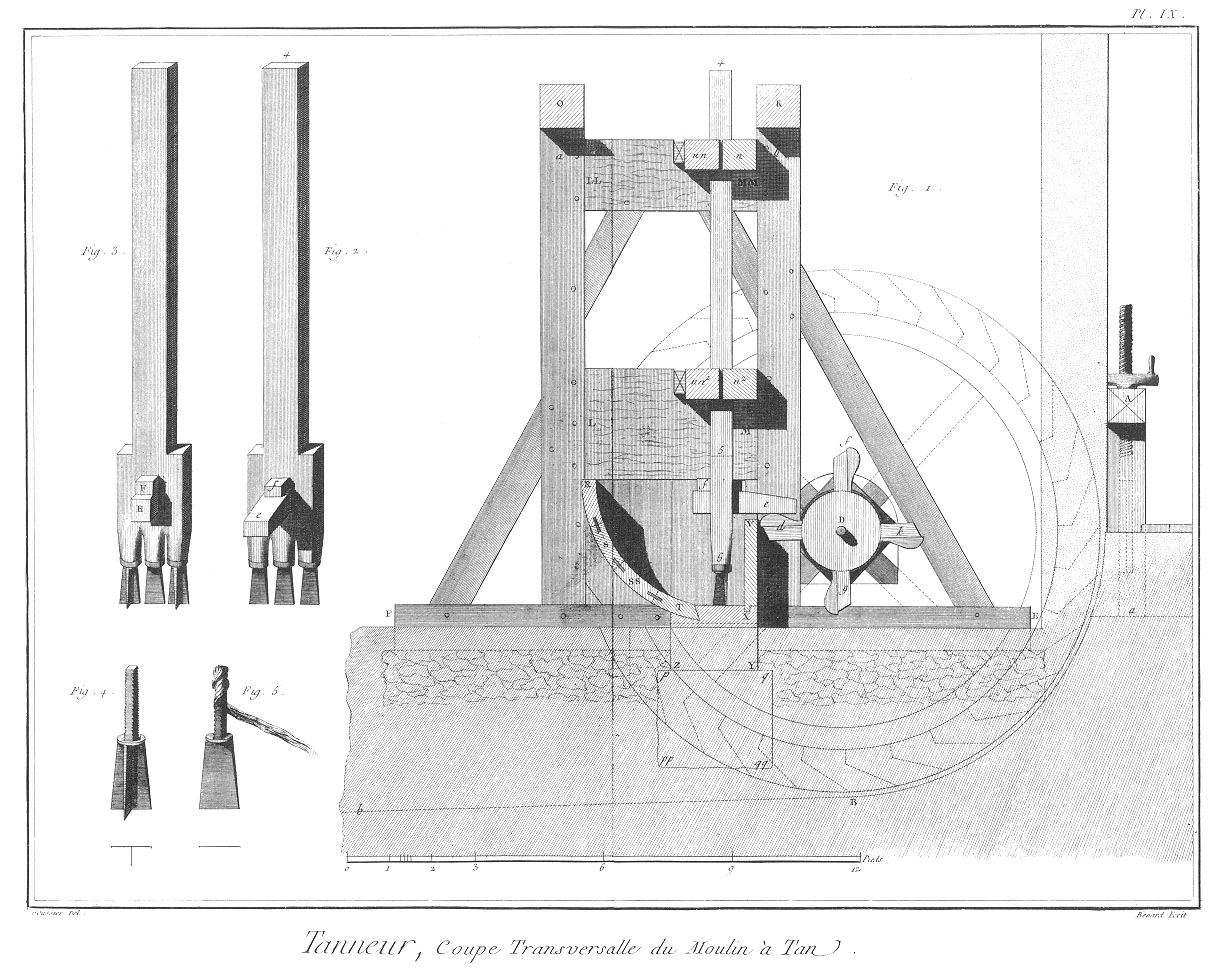 Pl. IX.
+
+
O
R
a
nn
n
LL
MM
Fig. 1.
Fig. 3.
Fig. 2.
nn²
n²
A
L
M
5
f
F
H
f
e
R
e
f
V
d
D
t
S
6
SS
g
T
X
F
E
a
Z
Y
p
q
Fig. 4.
Fig. 5.
pp
qq
B
b
0 1 2 3 6 9 12 Pieds
Goussier Del.
Benard Fecit
Tanneur, Coupe Transversalle du Moulin à Tan.